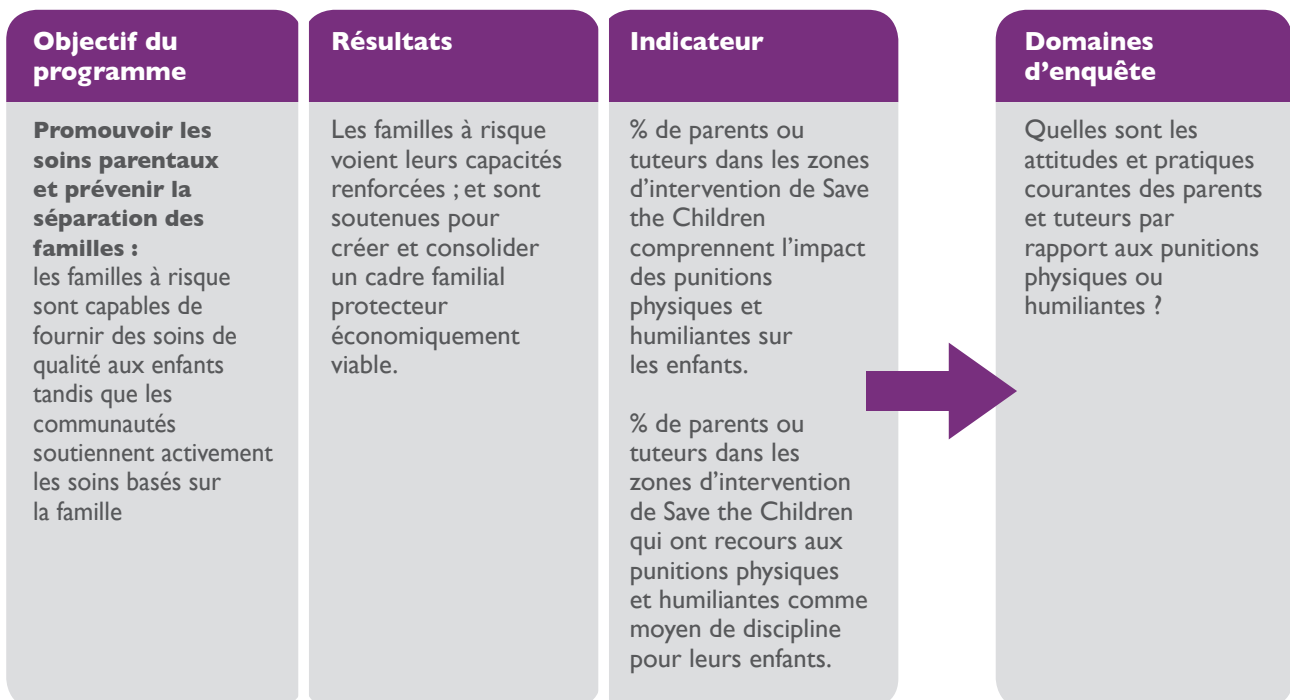 Objectif du
programme
Promouvoir les
soins parentaux
et prévenir la
séparation des
familles :
les familles à risque
sont capables de
fournir des soins de
qualité aux enfants
tandis que les
communautés
soutiennent activement
les soins basés sur
la famille
Résultats
Les familles à risque
voient leurs capacités
renforcées ; et sont
soutenues pour
créer et consolider
un cadre familial
protecteur
économiquement
viable.
Indicateur
% de parents ou
tuteurs dans les zones
d’intervention de Save
the Children
comprennent l’impact
des punitions
physiques et
humiliantes sur
les enfants.
% de parents ou
tuteurs dans les
zones d’intervention
de Save the Children
qui ont recours aux
punitions physiques
et humiliantes comme
moyen de discipline
pour leurs enfants.
Domaines
d’enquête
Quelles sont les
attitudes et pratiques
courantes des parents
et tuteurs par
rapport aux punitions
physiques ou
humiliantes ?